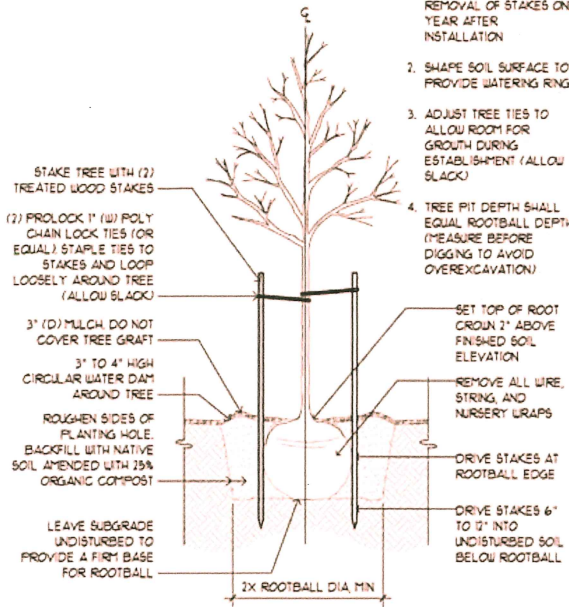 ℄
REMOVAL OF STAKES ON
YEAR AFTER
INSTALLATION
2. SHAPE SOIL SURFACE TO
PROVIDE WATERING RING
3. ADJUST TREE TIES TO
ALLOW ROOM FOR
GROWTH DURING
ESTABLISHMENT (ALLOW
SLACK)
4. TREE PIT DEPTH SHALL
EQUAL ROOTBALL DEPTH
(MEASURE BEFORE
DIGGING TO AVOID
OVEREXCAVATION)
STAKE TREE WITH (2)
TREATED WOOD STAKES
(2) PROLOCK 1" (W) POLY
CHAIN LOCK TIES (OR
EQUAL). STAPLE TIES TO
STAKES AND LOOP
LOOSELY AROUND TREE
(ALLOW SLACK)
3" (D) MULCH. DO NOT
COVER TREE GRAFT
3" TO 4" HIGH
CIRCULAR WATER DAM
AROUND TREE
ROUGHEN SIDES OF
PLANTING HOLE.
BACKFILL WITH NATIVE
SOIL AMENDED WITH 25%
ORGANIC COMPOST
LEAVE SUBGRADE
UNDISTURBED TO
PROVIDE A FIRM BASE
FOR ROOTBALL
SET TOP OF ROOT
CROWN 2" ABOVE
FINISHED SOIL
ELEVATION
REMOVE ALL WIRE,
STRING, AND
NURSERY WRAPS
DRIVE STAKES AT
ROOTBALL EDGE
DRIVE STAKES 6"
TO 12" INTO
UNDISTURBED SOIL
BELOW ROOTBALL
2X ROOTBALL DIA, MIN